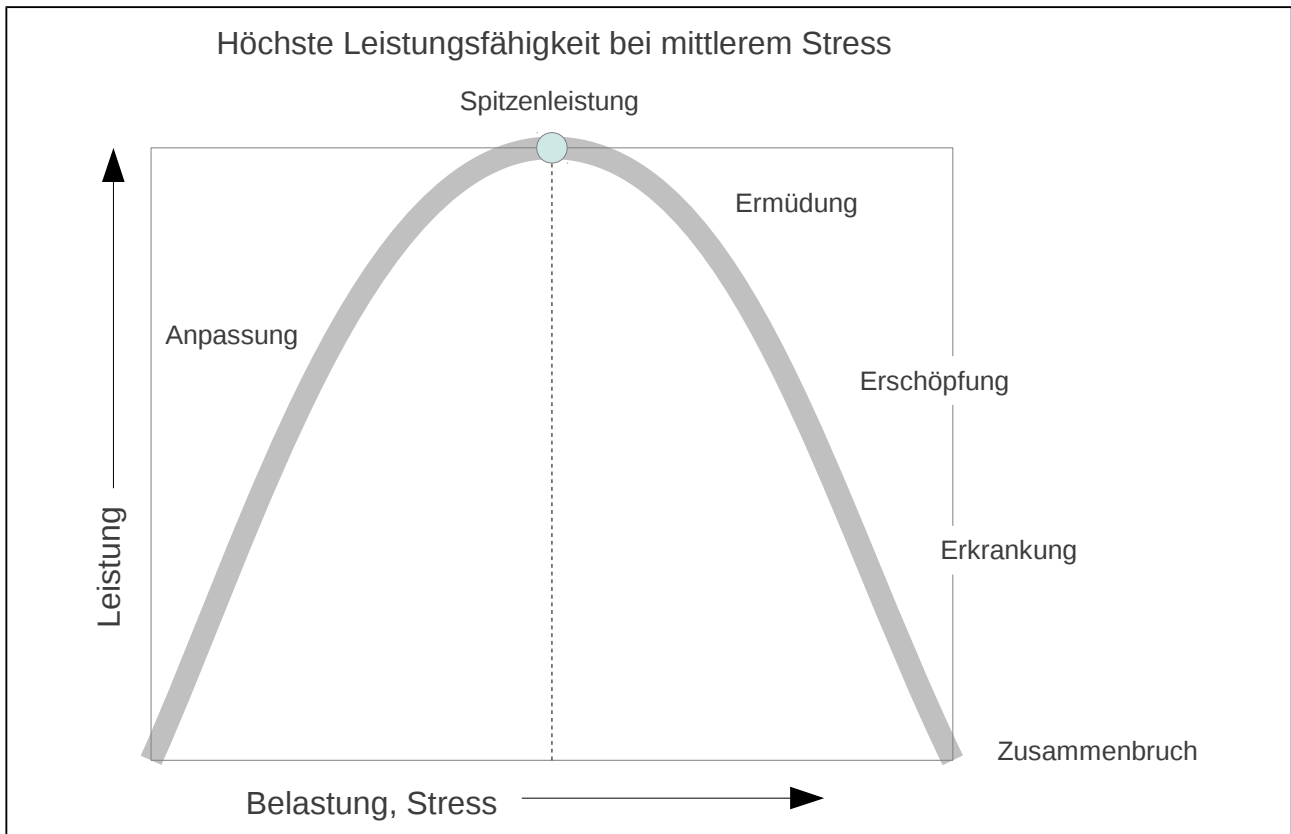 Höchste Leistungsfähigkeit bei mittlerem Stress
Spitzenleistung
Ermüdung
Anpassung
Erschöpfung
Leistung
Erkrankung
Zusammenbruch
Belastung, Stress